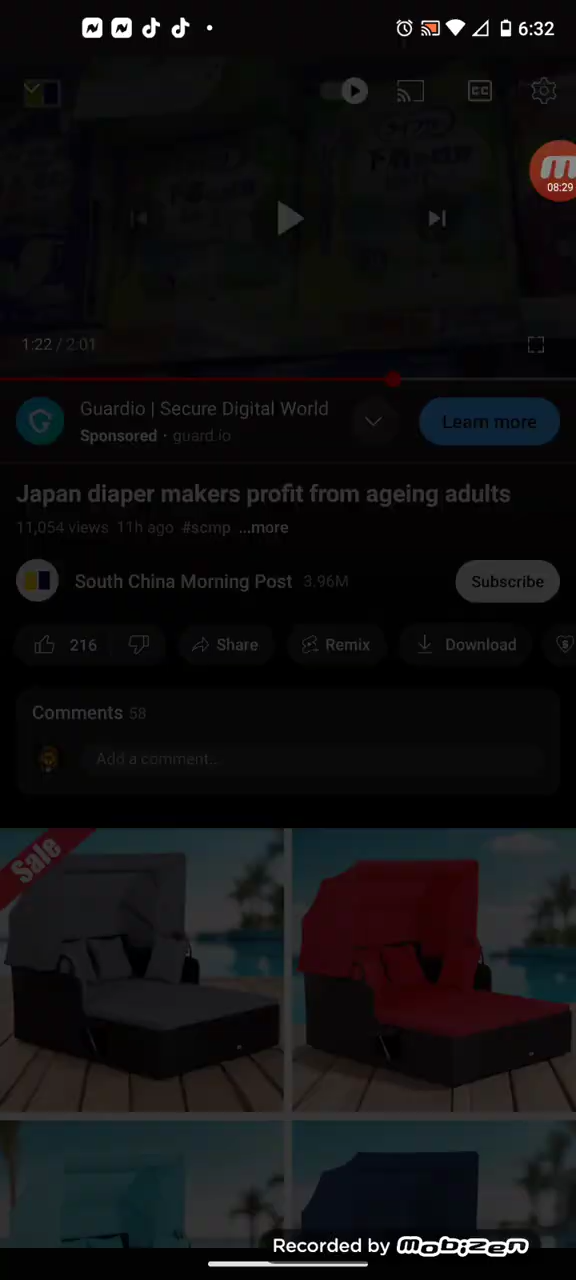 6:32
CC
08:29
1:22 / 2:01
Guardio | Secure Digital World
Sponsored · guard.io
Learn more
Japan diaper makers profit from ageing adults
11,054 views 11h ago #scmp ...more
South China Morning Post 3.96M
Subscribe
216
Share
Remix
Download
Comments 58
Add a comment...
Sale
Recorded by mobizen